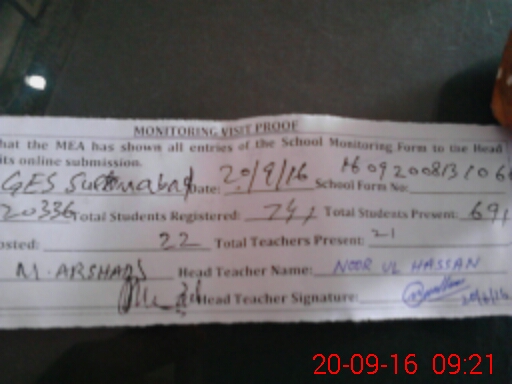 MONITORING VISIT PROOF
hat the MEA has shown all entries of the School Monitoring Form to the Head
its online submission.
GES Date: 20/9/16 School Form No:
20336 Total Students Registered: 741 Total Students Present: 691
osted: 22 Total Teachers Present: 21
M. ARSHAD Head Teacher Name: NOOR UL HASSAN
Head Teacher Signature:
20-09-16 09:21